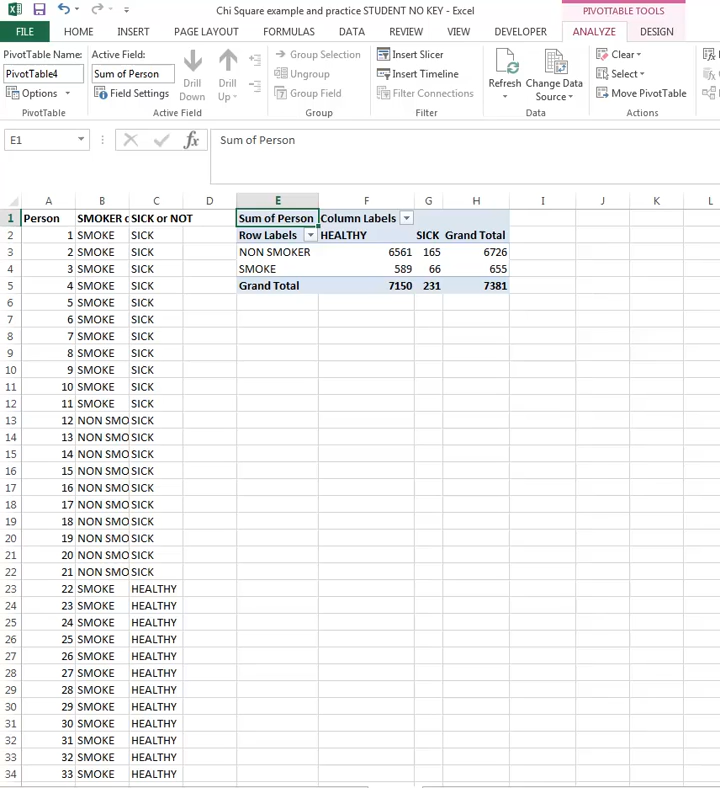 Chi Square example and practice STUDENT NO KEY - Excel
PIVOTTABLE TOOLS
FILE HOME INSERT PAGE LAYOUT FORMULAS DATA REVIEW VIEW DEVELOPER ANALYZE DESIGN
PivotTable Name: Active Field: Group Selection Insert Slicer Clear
PivotTable4 Sum of Person Drill Down Drill Up Ungroup Insert Timeline Refresh Change Data Source Select
Options Field Settings Group Field Filter Connections Move PivotTable
PivotTable Active Field Group Filter Data Actions
E1 fx Sum of Person
A B C D E F G H I J K L
1 Person SMOKER o SICK or NOT Sum of Person Column Labels
2 1 SMOKE SICK Row Labels HEALTHY SICK Grand Total
3 2 SMOKE SICK NON SMOKER 6561 165 6726
4 3 SMOKE SICK SMOKE 589 66 655
5 4 SMOKE SICK Grand Total 7150 231 7381
6 5 SMOKE SICK
7 6 SMOKE SICK
8 7 SMOKE SICK
9 8 SMOKE SICK
10 9 SMOKE SICK
11 10 SMOKE SICK
12 11 SMOKE SICK
13 12 NON SMO SICK
14 13 NON SMO SICK
15 14 NON SMO SICK
16 15 NON SMO SICK
17 16 NON SMO SICK
18 17 NON SMO SICK
19 18 NON SMO SICK
20 19 NON SMO SICK
21 20 NON SMO SICK
22 21 NON SMO SICK
23 22 SMOKE HEALTHY
24 23 SMOKE HEALTHY
25 24 SMOKE HEALTHY
26 25 SMOKE HEALTHY
27 26 SMOKE HEALTHY
28 27 SMOKE HEALTHY
29 28 SMOKE HEALTHY
30 29 SMOKE HEALTHY
31 30 SMOKE HEALTHY
32 31 SMOKE HEALTHY
33 32 SMOKE HEALTHY
34 33 SMOKE HEALTHY